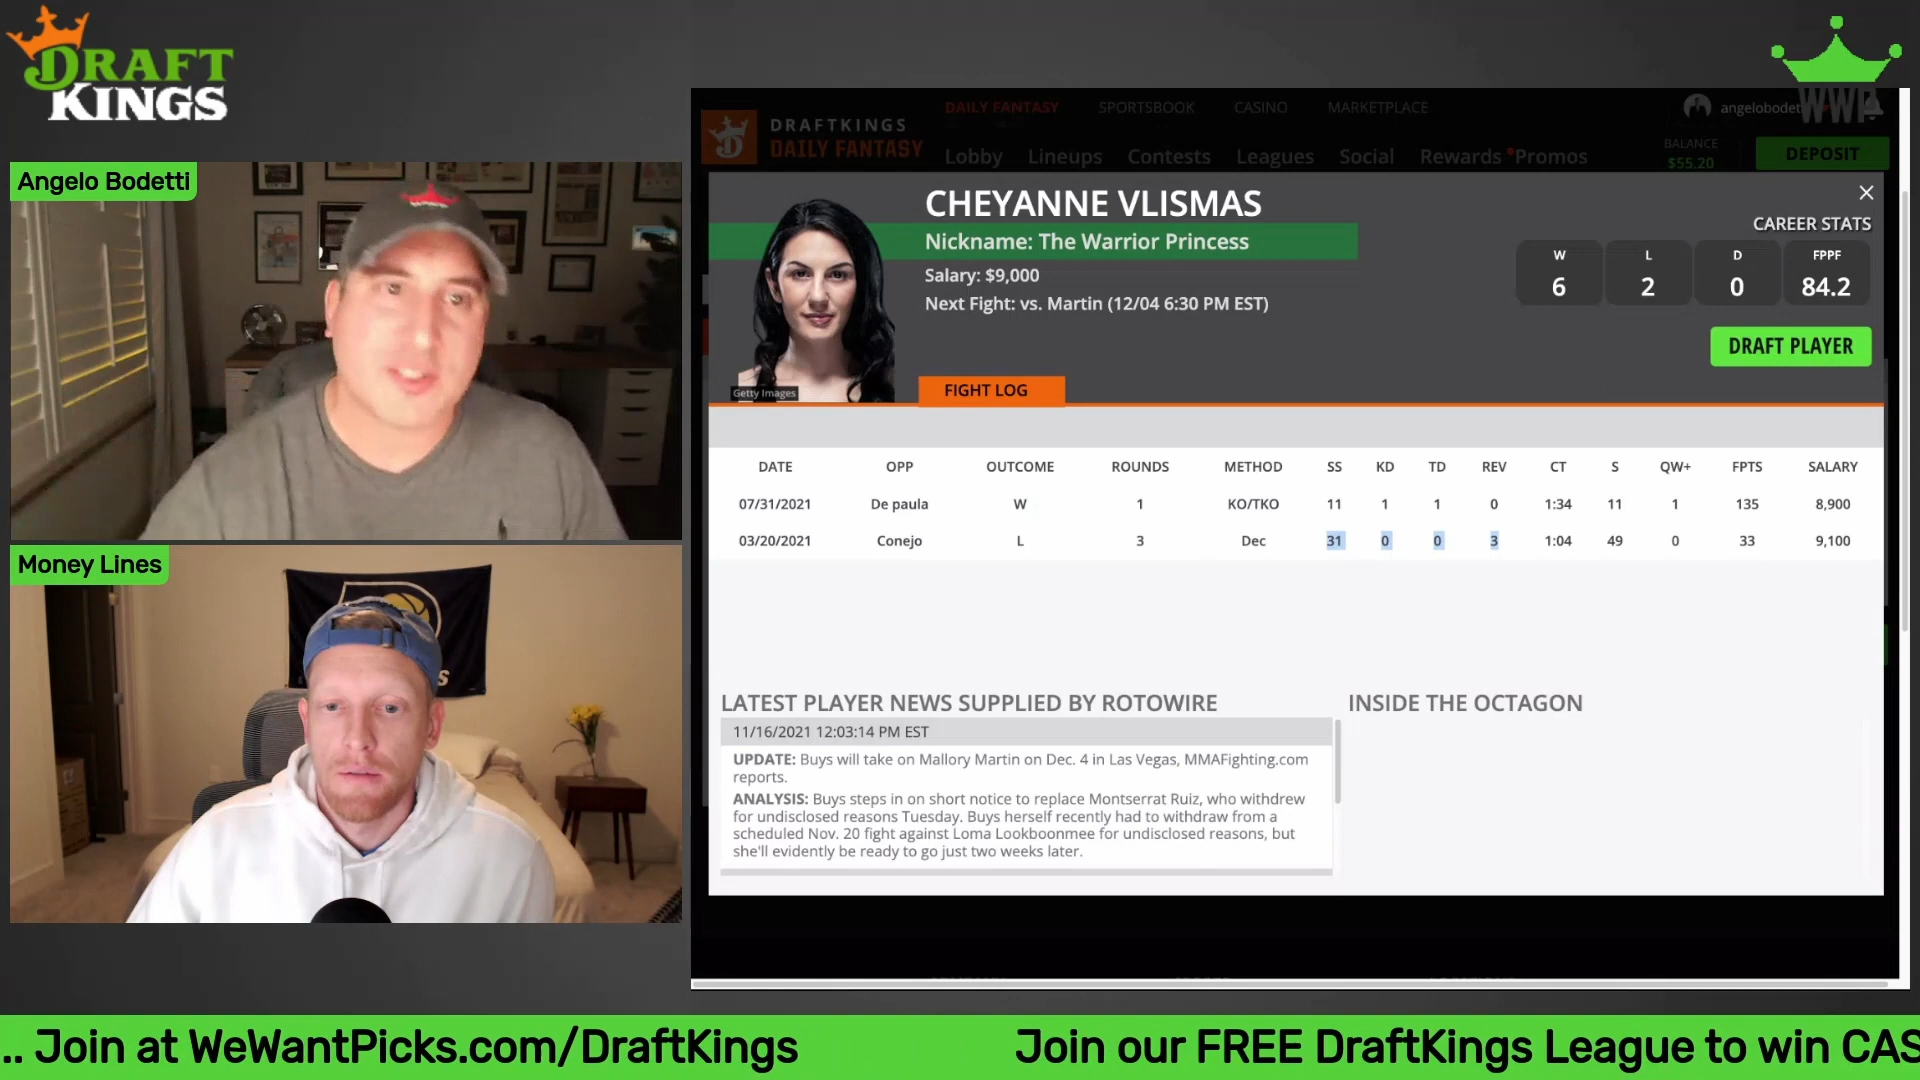 DRAFT
KINGS
WWP
Angelo Bodetti
Money Lines
DRAFTKINGS
DAILY FANTASY
DAILY FANTASY SPORTSBOOK CASINO MARKETPLACE
angelobodet
Lobby Lineups Contests Leagues Social Rewards Promos
BALANCE
$55.20
DEPOSIT
CHEYANNE VLISMAS
Nickname: The Warrior Princess
Salary: $9,000
Next Fight: vs. Martin (12/04 6:30 PM EST)
Getty Images
CAREER STATS
W L D FPPF
6 2 0 84.2
DRAFT PLAYER
FIGHT LOG
DATE OPP OUTCOME ROUNDS METHOD SS KD TD REV CT S QW+ FPTS SALARY
07/31/2021 De paula W 1 KO/TKO 11 1 1 0 1:34 11 1 135 8,900
03/20/2021 Conejo L 3 Dec 31 0 0 3 1:04 49 0 33 9,100
LATEST PLAYER NEWS SUPPLIED BY ROTOWIRE
11/16/2021 12:03:14 PM EST
UPDATE: Buys will take on Mallory Martin on Dec. 4 in Las Vegas, MMAFighting.com
reports.
ANALYSIS: Buys steps in on short notice to replace Montserrat Ruiz, who withdrew
for undisclosed reasons Tuesday. Buys herself recently had to withdraw from a
scheduled Nov. 20 fight against Loma Lookboonmee for undisclosed reasons, but
she'll evidently be ready to go just two weeks later.
INSIDE THE OCTAGON
.. Join at WeWantPicks.com/DraftKings Join our FREE DraftKings League to win CAS